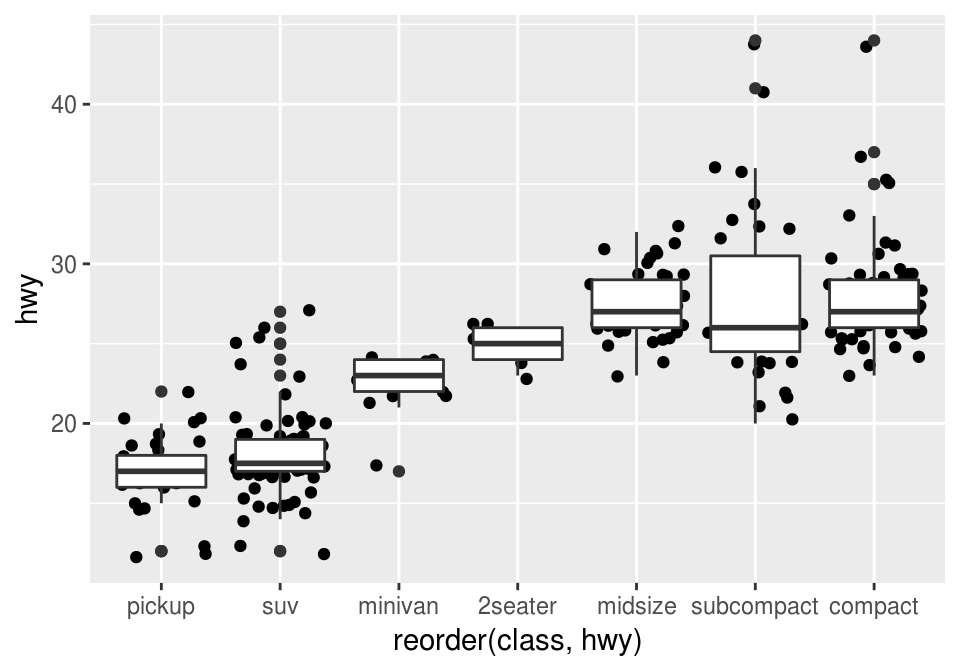 40
30
20
hwy
pickup suv minivan 2seater midsize subcompact compact
reorder(class, hwy)